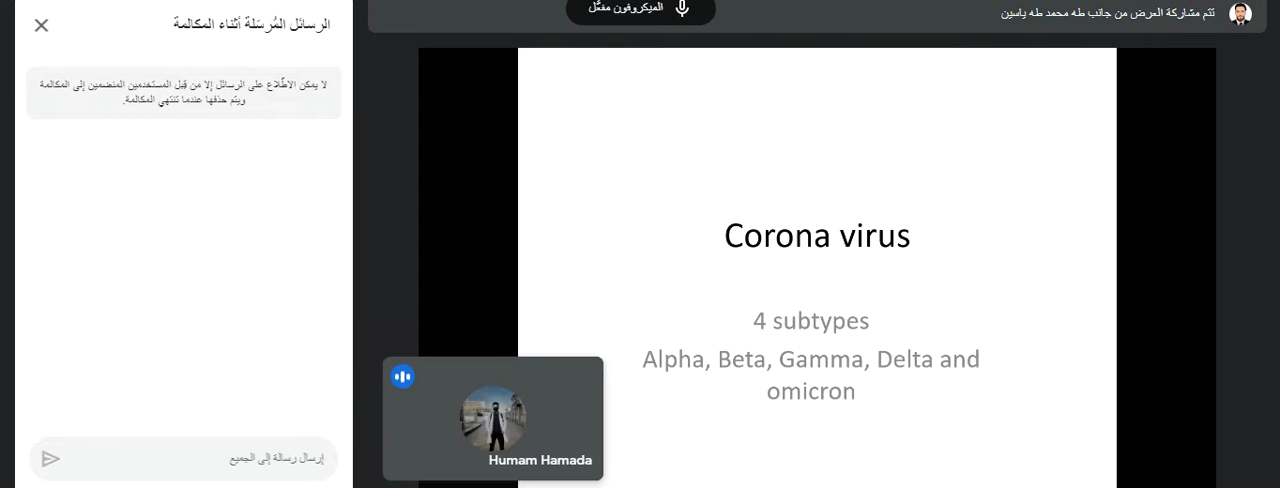 الرسائل المُرسَلة أثناء المكالمة
لا يمكن الاطّلاع على الرسائل إلا من قِبل المستخدمين المنضمين إلى المكالمة
ويتم حذفها عندما تنتهي المكالمة.
إرسال رسالة إلى الجميع
الميكروفون مفعَّل
تتم مشاركة العرض من جانب طه محمد طه ياسين
Corona virus
4 subtypes
Alpha, Beta, Gamma, Delta and
omicron
Humam Hamada